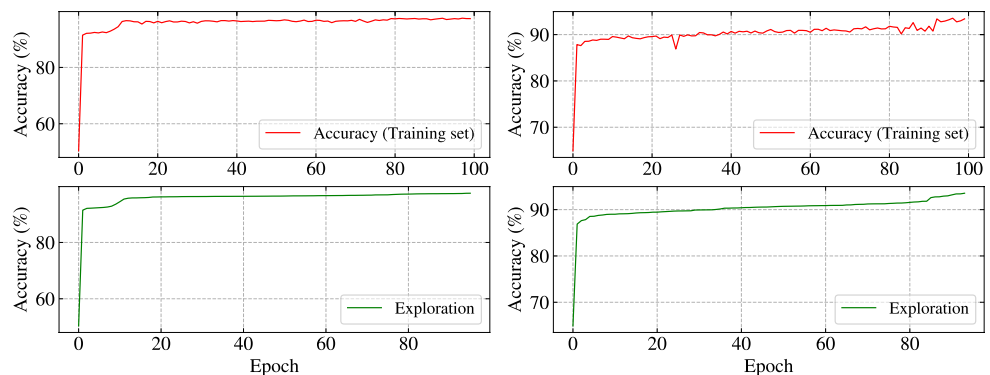 Accuracy (%)
80
60
Accuracy (Training set)
0 20 40 60 80 100
Accuracy (%)
90
80
70
Accuracy (Training set)
0 20 40 60 80 100
Accuracy (%)
80
60
Exploration
0 20 40 60 80
Epoch
Accuracy (%)
90
80
70
Exploration
0 20 40 60 80
Epoch